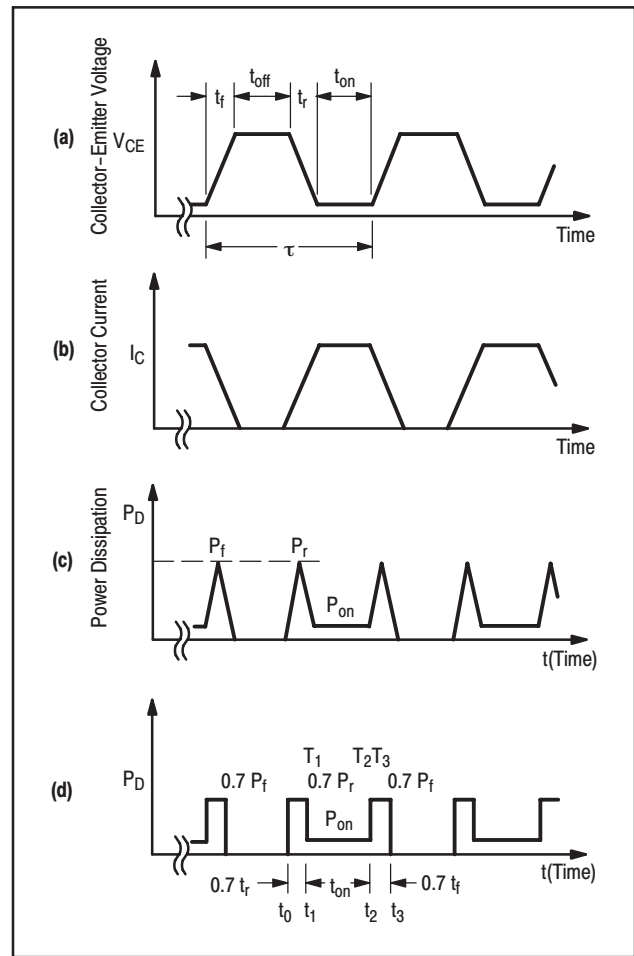 (a)
Collector-Emitter Voltage
V_CE
t_f
t_off
t_r
t_on
τ
Time
(b)
Collector Current
I_C
Time
(c)
Power Dissipation
P_D
P_f
P_r
P_on
t(Time)
(d)
P_D
T_1 T_2T_3
0.7 P_f 0.7 P_r 0.7 P_f
P_on
t(Time)
0.7 t_r t_on 0.7 t_f
t_0 t_1 t_2 t_3